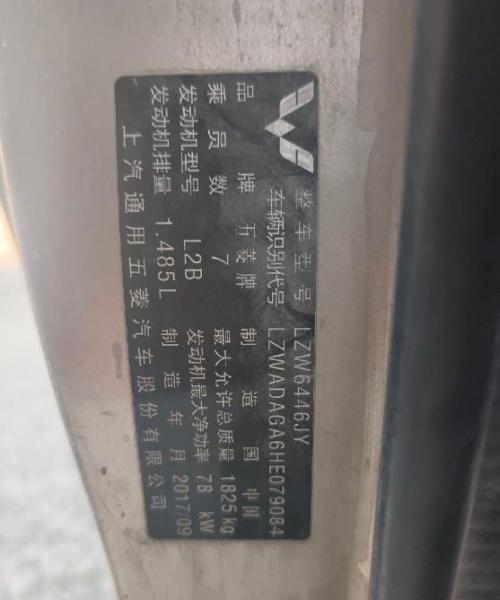 整车型号 LZW6446JY
车辆识别代号 LZWADAGA6HE079084
品牌 五菱牌 制造国 中国
乘员数 7 最大允许总质量 1825kg
发动机型号 L2B 发动机最大净功率 78 kW
发动机排量 1.485L 制造年月 2017/09
上汽通用五菱汽车股份有限公司